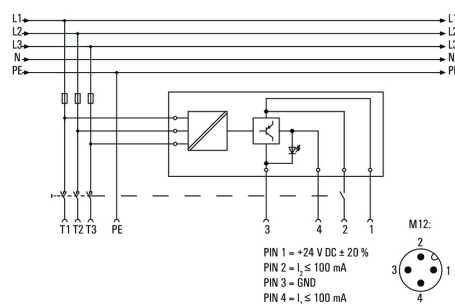 L1 L1
L2 L2
L3 L3
N N
PE PE
T1 T2 T3 PE 3 4 2 1
M12:
2
3 1
4
PIN 1 = +24 V DC ± 20 %
PIN 2 = I2 ≤ 100 mA
PIN 3 = GND
PIN 4 = I1 ≤ 100 mA